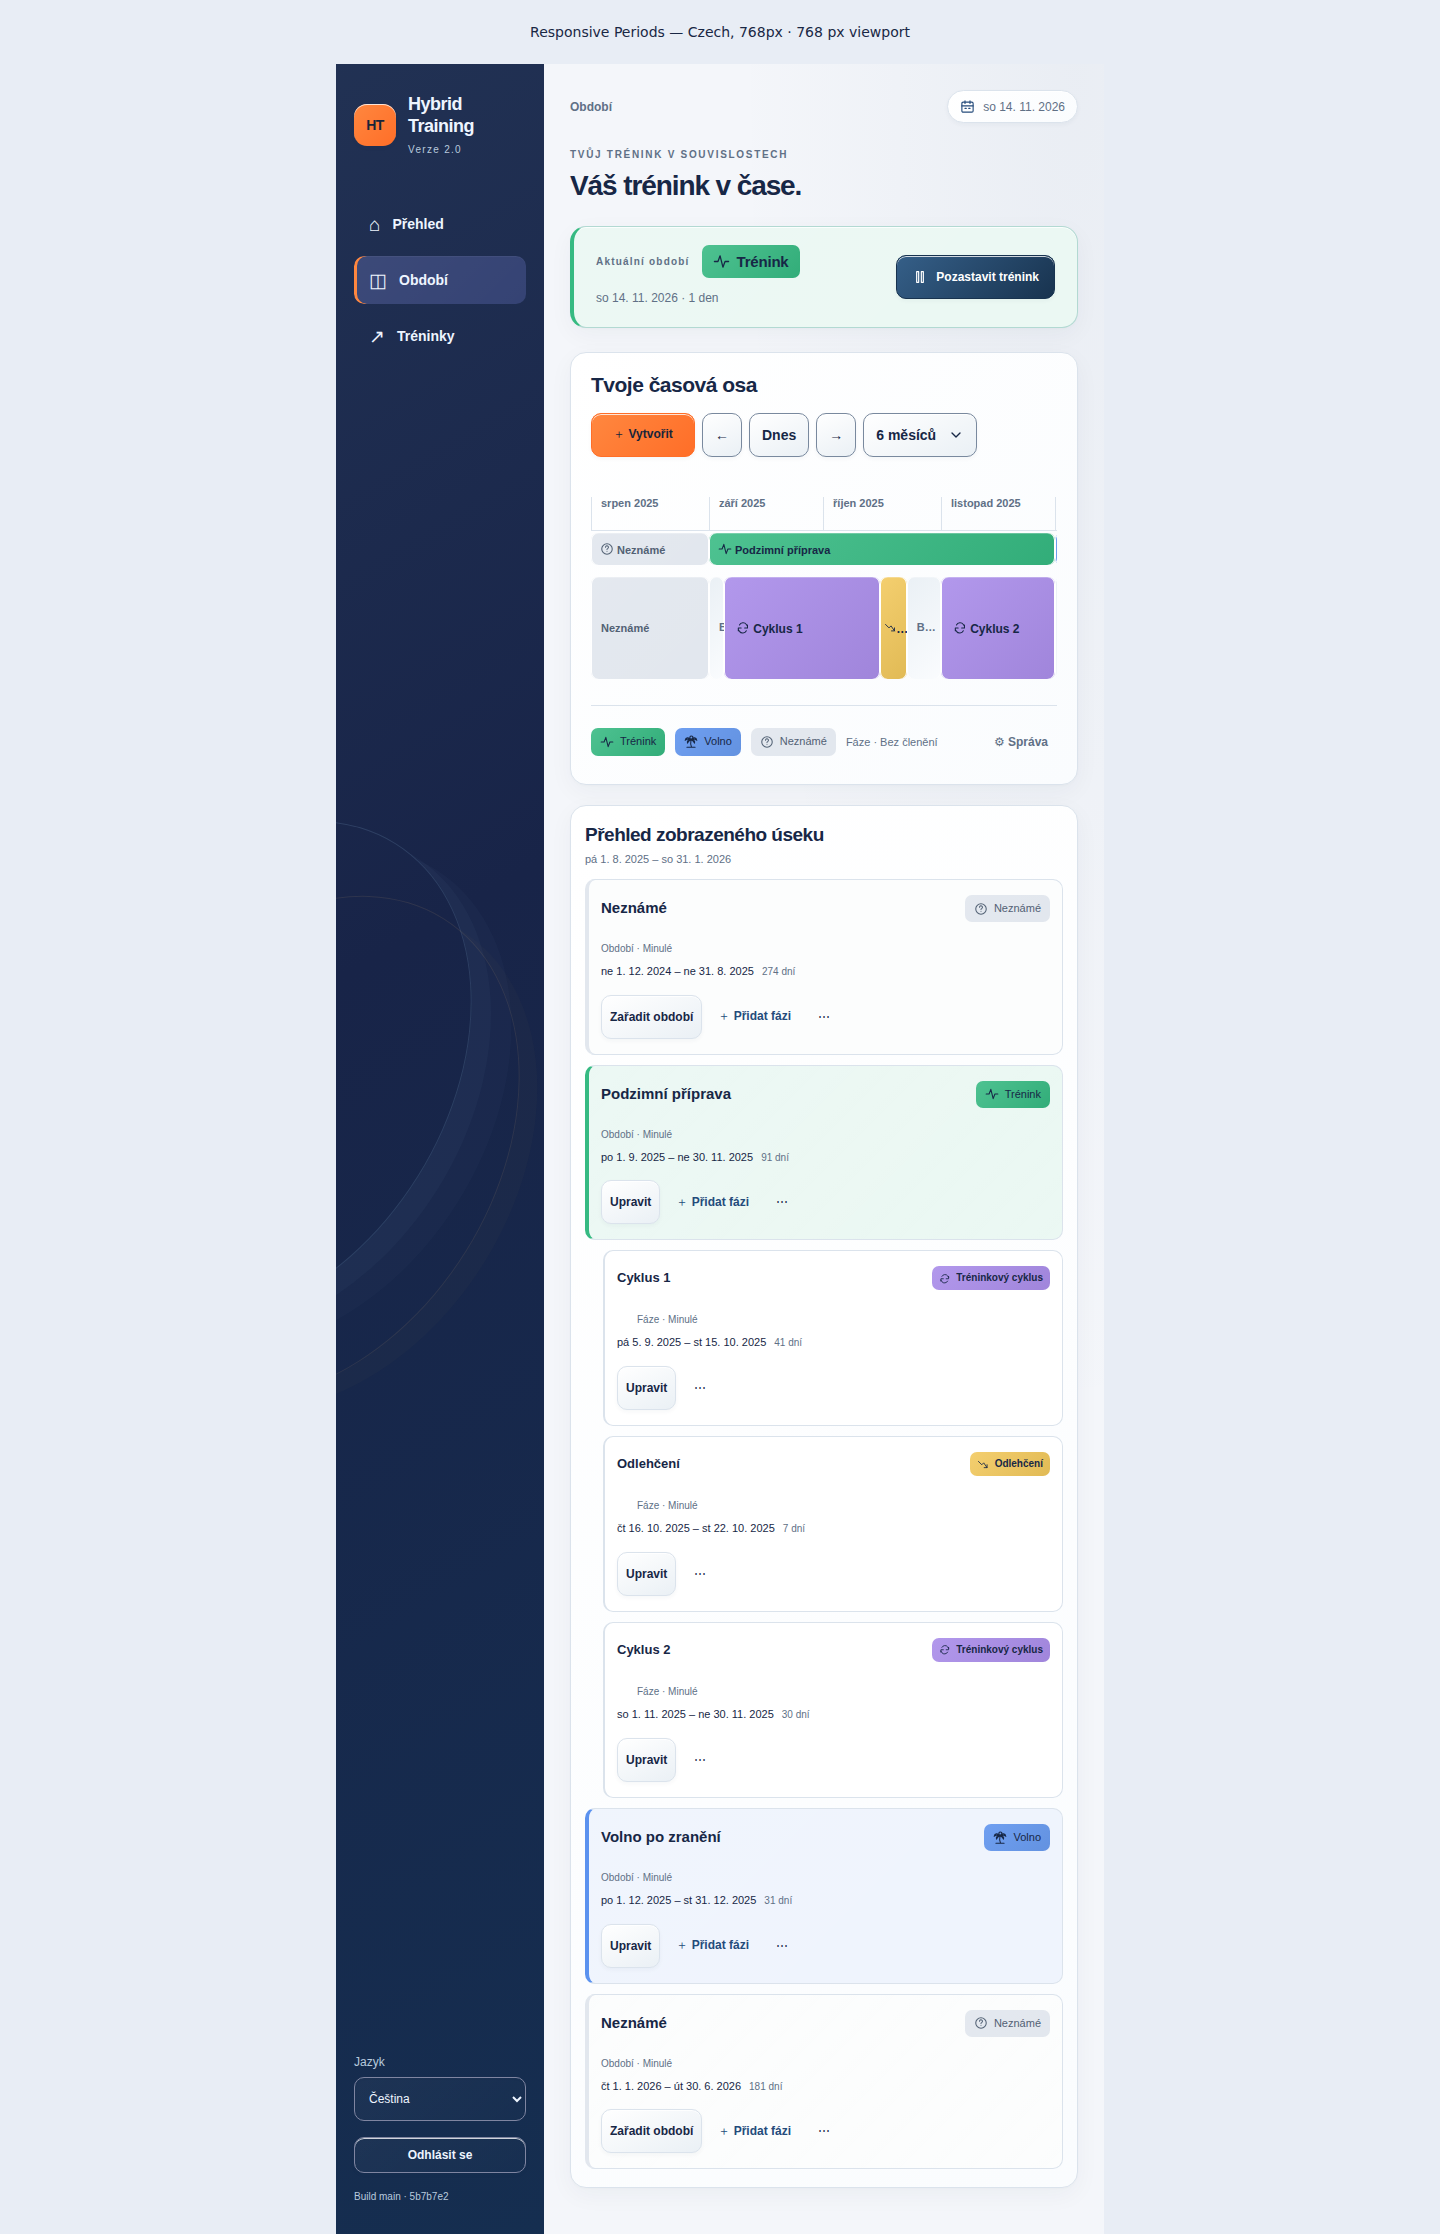 Responsive Periods — Czech, 768px · 768 px viewport
HT
Hybrid
Training
Verze 2.0
Přehled
Období
Tréninky
Jazyk
Čeština
Odhlásit se
Build main · 5b7b7e2
Období
so 14. 11. 2026
TVŮJ TRÉNINK V SOUVISLOSTECH
Váš trénink v čase.
Aktuální období
Trénink
so 14. 11. 2026 · 1 den
Pozastavit trénink
Tvoje časová osa
+ Vytvořit
←
Dnes
→
6 měsíců
srpen 2025
září 2025
říjen 2025
listopad 2025
Neznámé
Podzimní příprava
Neznámé
Cyklus 1
…
B…
Cyklus 2
Trénink
Volno
Neznámé
Fáze · Bez členění
⚙ Správa
Přehled zobrazeného úseku
pá 1. 8. 2025 – so 31. 1. 2026
Neznámé
Neznámé
Období · Minulé
ne 1. 12. 2024 – ne 31. 8. 2025 274 dní
Zařadit období
+ Přidat fázi
···
Podzimní příprava
Trénink
Období · Minulé
po 1. 9. 2025 – ne 30. 11. 2025 91 dní
Upravit
+ Přidat fázi
···
Cyklus 1
Tréninkový cyklus
Fáze · Minulé
pá 5. 9. 2025 – st 15. 10. 2025 41 dní
Upravit
···
Odlehčení
Odlehčení
Fáze · Minulé
čt 16. 10. 2025 – st 22. 10. 2025 7 dní
Upravit
···
Cyklus 2
Tréninkový cyklus
Fáze · Minulé
so 1. 11. 2025 – ne 30. 11. 2025 30 dní
Upravit
···
Volno po zranění
Volno
Období · Minulé
po 1. 12. 2025 – st 31. 12. 2025 31 dní
Upravit
+ Přidat fázi
···
Neznámé
Neznámé
Období · Minulé
čt 1. 1. 2026 – út 30. 6. 2026 181 dní
Zařadit období
+ Přidat fázi
···